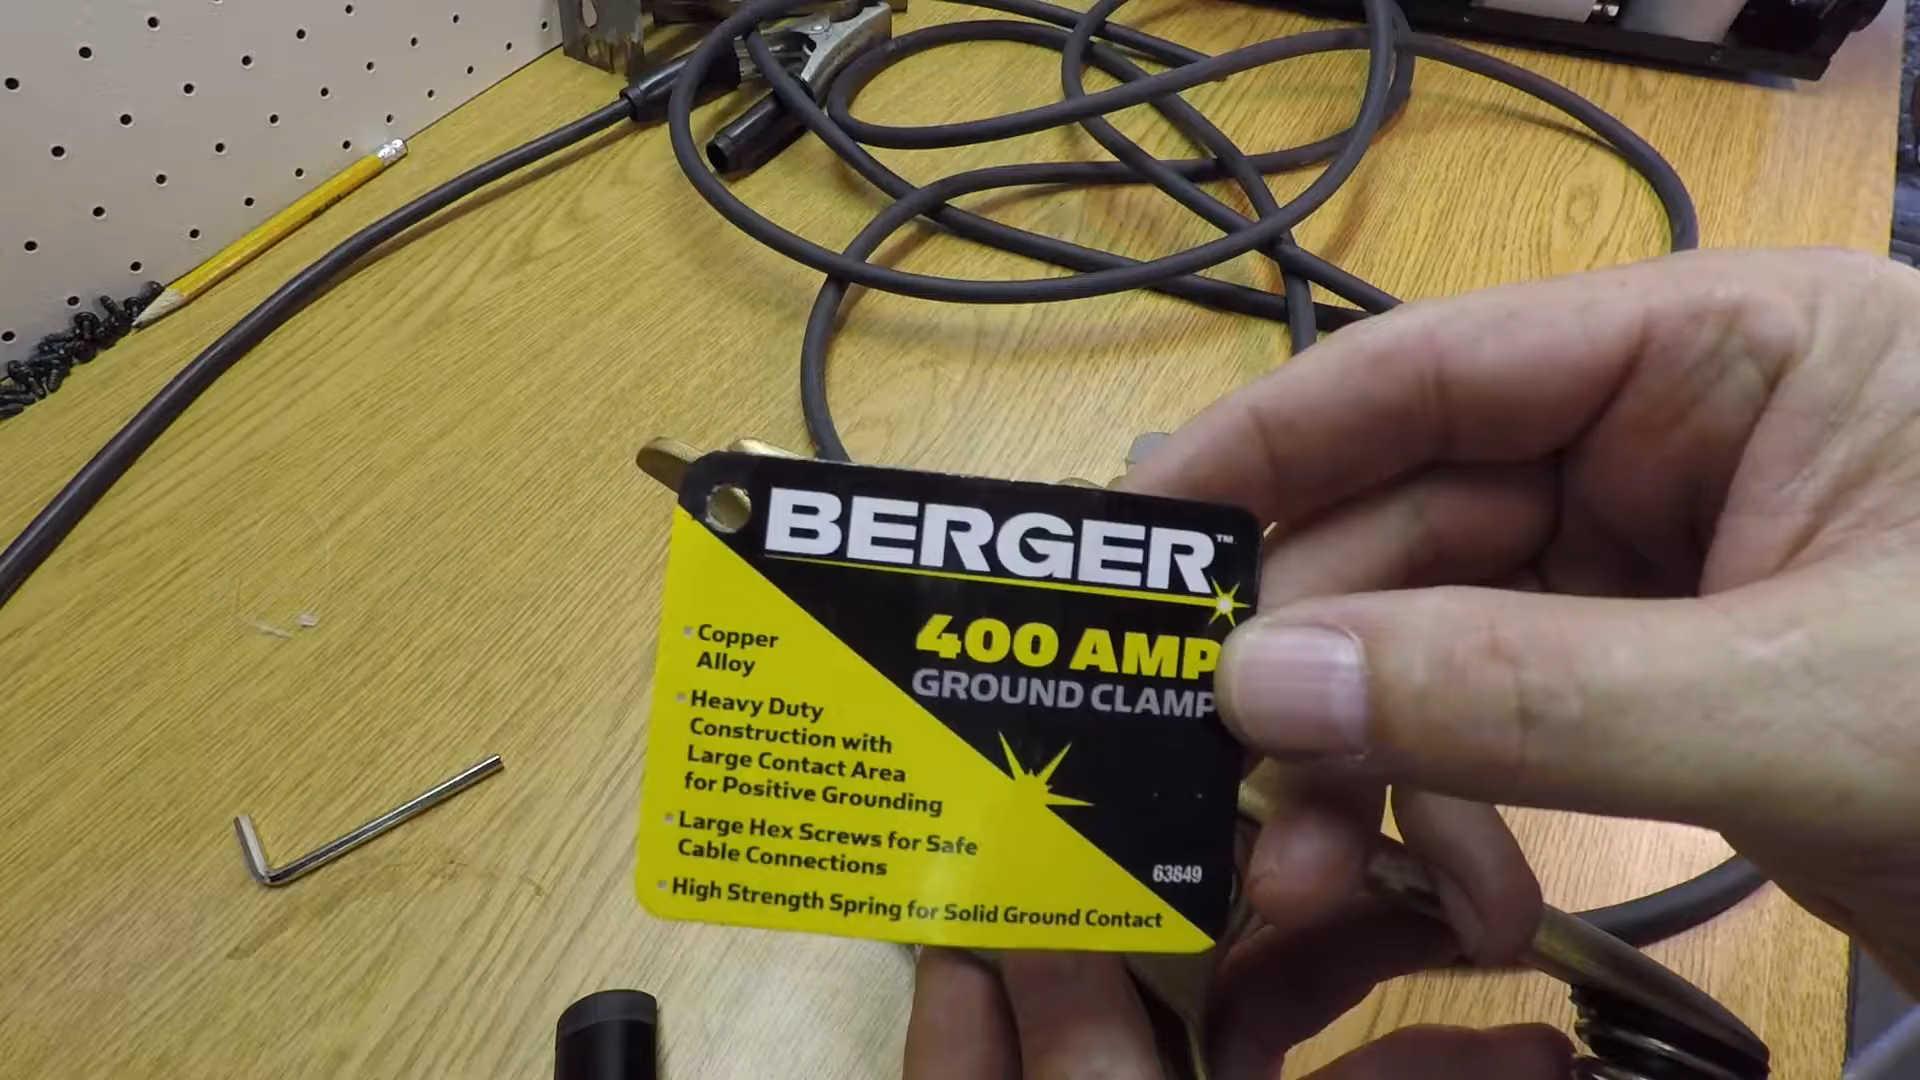 BERGER™
400 AMP
GROUND CLAMP
Copper
Alloy
Heavy Duty
Construction with
Large Contact Area
for Positive Grounding
Large Hex Screws for Safe
Cable Connections
High Strength Spring for Solid Ground Contact
63849